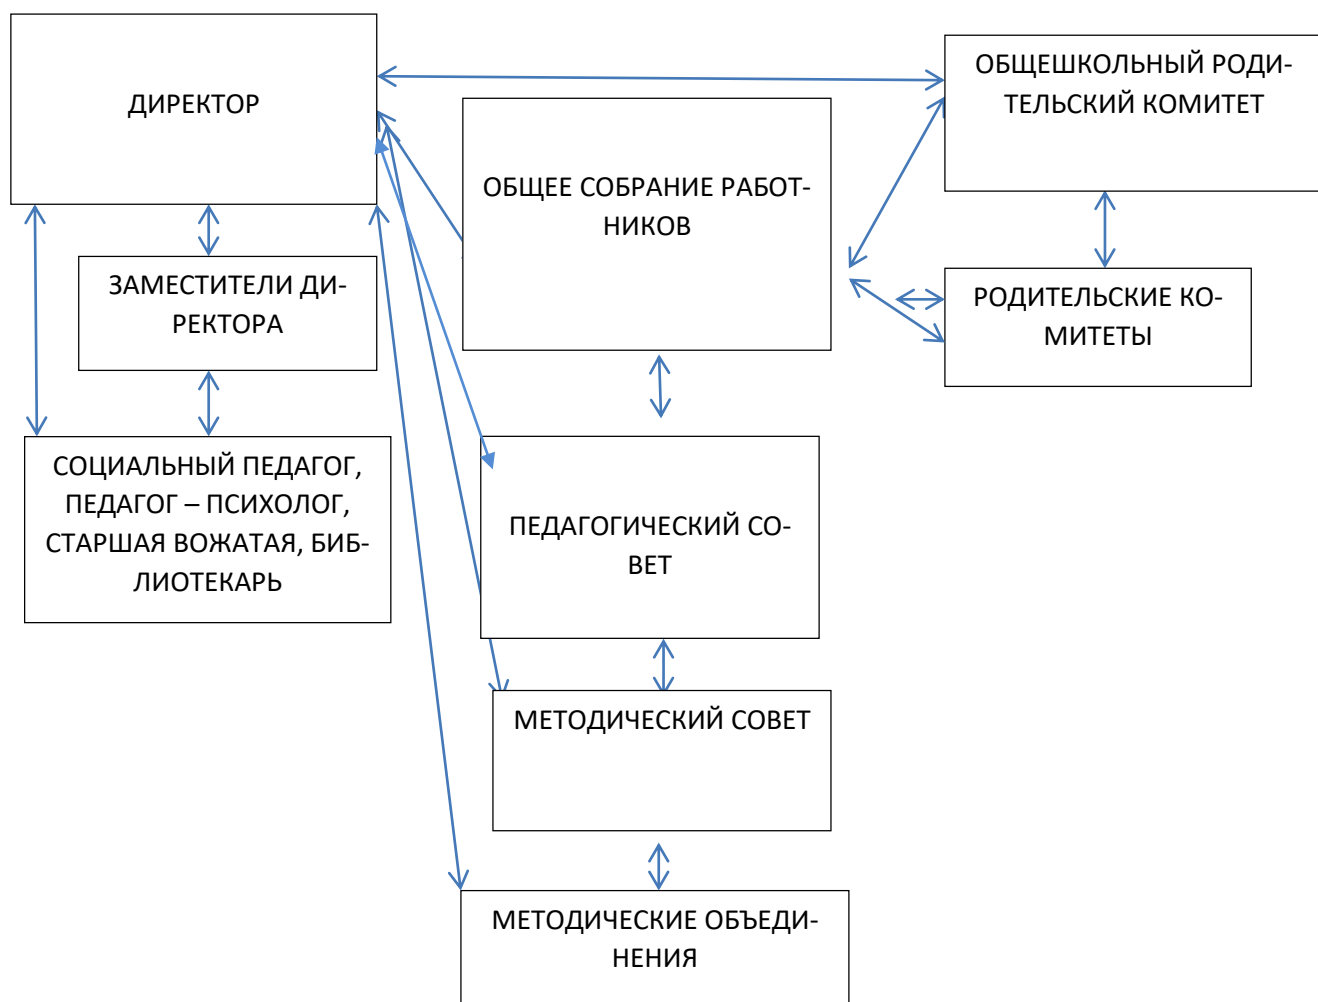 ДИРЕКТОР
ОБЩЕШКОЛЬНЫЙ РОДИ-
ТЕЛЬСКИЙ КОМИТЕТ
ОБЩЕЕ СОБРАНИЕ РАБОТ-
НИКОВ
ЗАМЕСТИТЕЛИ ДИ-
РЕКТОРА
РОДИТЕЛЬСКИЕ КО-
МИТЕТЫ
СОЦИАЛЬНЫЙ ПЕДАГОГ,
ПЕДАГОГ – ПСИХОЛОГ,
СТАРШАЯ ВОЖАТАЯ, БИБ-
ЛИОТЕКАРЬ
ПЕДАГОГИЧЕСКИЙ СО-
ВЕТ
МЕТОДИЧЕСКИЙ СОВЕТ
МЕТОДИЧЕСКИЕ ОБЪЕДИ-
НЕНИЯ